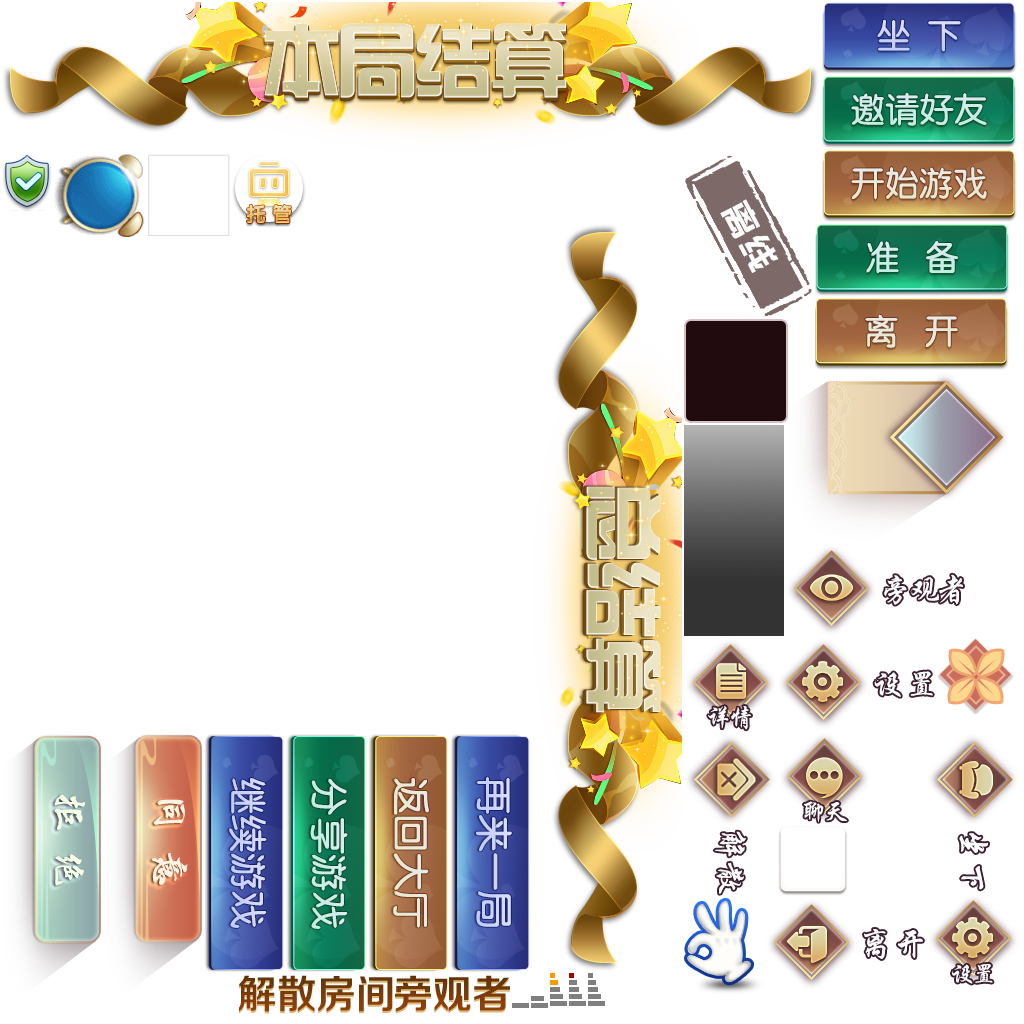 本局结算
坐 下
邀请好友
开始游戏
准 备
离 开
托管
离线
总结算
旁观者
详情
设置
聊天
解散
坐下
离开
设置
拒绝
同意
继续游戏
分享游戏
返回大厅
再来一局
解散房间旁观者